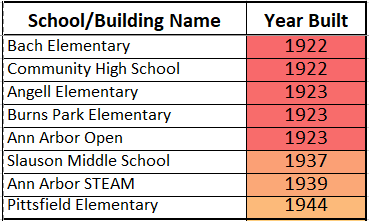 School/Building Name Year Built
Bach Elementary 1922
Community High School 1922
Angell Elementary 1923
Burns Park Elementary 1923
Ann Arbor Open 1923
Slauson Middle School 1937
Ann Arbor STEAM 1939
Pittsfield Elementary 1944